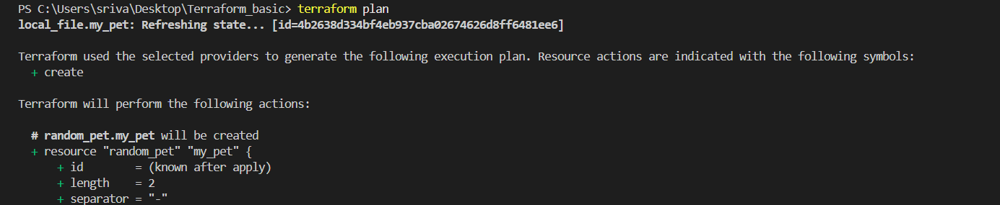 PS C:\Users\sriva\Desktop\Terraform_basic> terraform plan
local_file.my_pet: Refreshing state... [id=4b2638d334bf4eb937cba02674626d8ff6481ee6]
Terraform used the selected providers to generate the following execution plan. Resource actions are indicated with the following symbols:
+ create
Terraform will perform the following actions:
# random_pet.my_pet will be created
+ resource "random_pet" "my_pet" {
+ id        = (known after apply)
+ length    = 2
+ separator = "-"